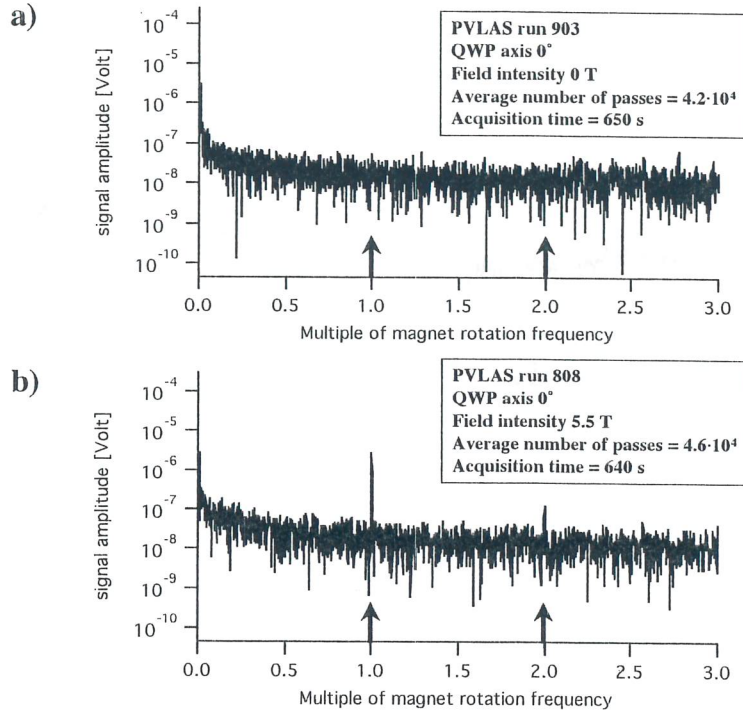 a)
PVLAS run 903
QWP axis 0°
Field intensity 0 T
Average number of passes = 4.2·10⁴
Acquisition time = 650 s
signal amplitude [Volt]
10⁻⁴
10⁻⁵
10⁻⁶
10⁻⁷
10⁻⁸
10⁻⁹
10⁻¹⁰
0.0 0.5 1.0 1.5 2.0 2.5 3.0
Multiple of magnet rotation frequency
b)
PVLAS run 808
QWP axis 0°
Field intensity 5.5 T
Average number of passes = 4.6·10⁴
Acquisition time = 640 s
signal amplitude [Volt]
10⁻⁴
10⁻⁵
10⁻⁶
10⁻⁷
10⁻⁸
10⁻⁹
10⁻¹⁰
0.0 0.5 1.0 1.5 2.0 2.5 3.0
Multiple of magnet rotation frequency